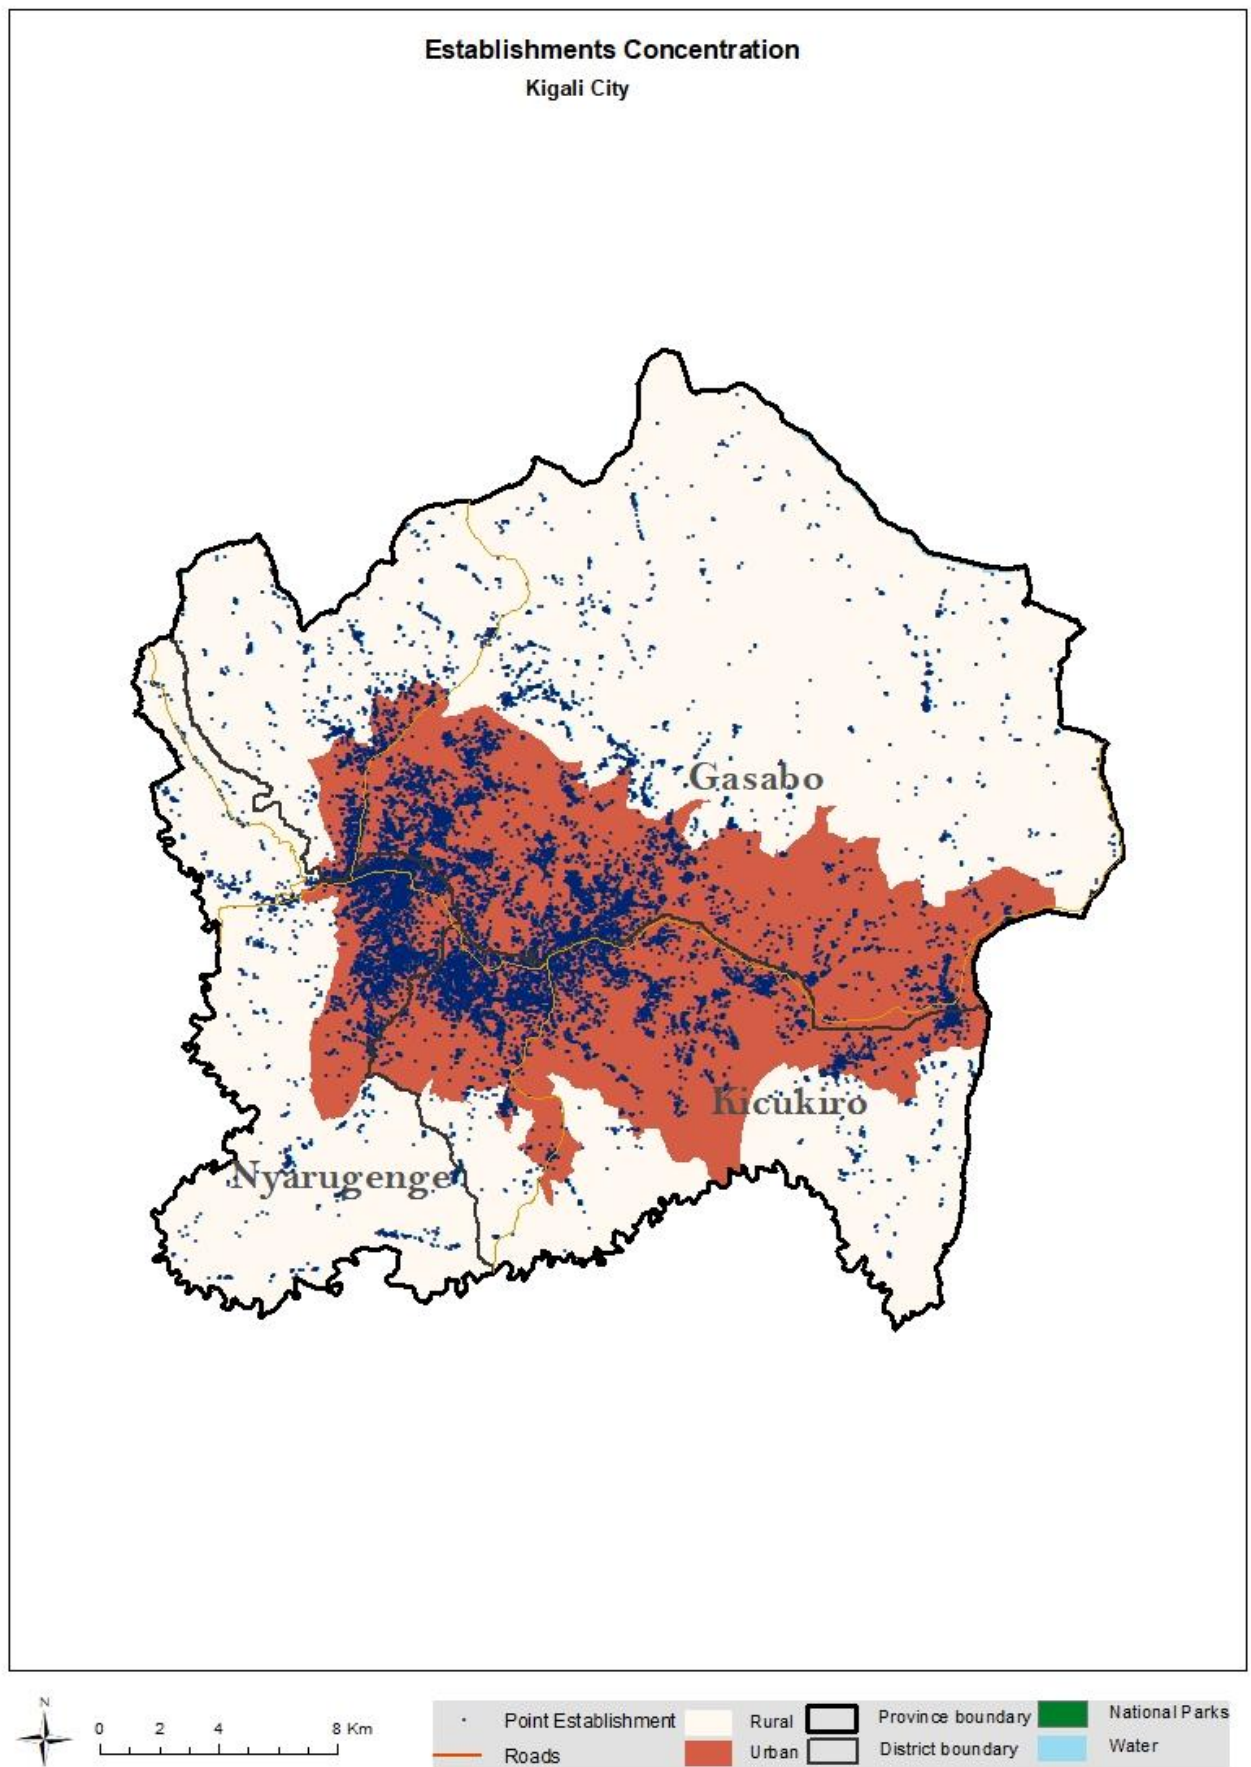 Establishments Concentration
Kigali City
Gasabo
Kicukiro
Nyarugenge
N
0 2 4 8 Km
Point Establishment
Roads
Rural
Urban
Province boundary
District boundary
National Parks
Water